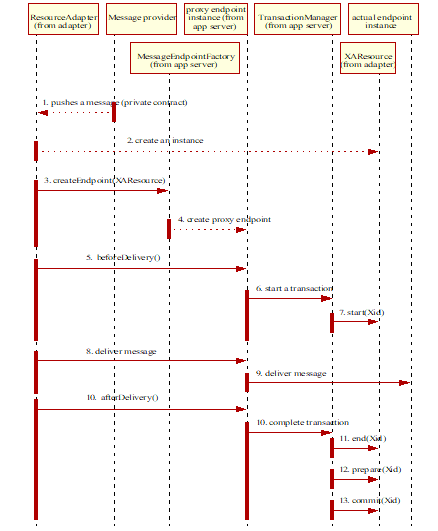 ResourceAdapter
(from adapter)
Message provider
proxy endpoint
instance (from
app server)
TransactionManager
(from app server)
actual endpoint
instance
MessageEndpointFactory
(from app server)
XAResource
(from adapter)
1. pushes a message (private contract)
2. create an instance
3. createEndpoint(XAResource)
4. create proxy endpoint
5. beforeDelivery()
6. start a transaction
7. start(Xid)
8. deliver message
9. deliver message
10. afterDelivery()
10. complete transaction
11. end(Xid)
12. prepare(Xid)
13. commit(Xid)